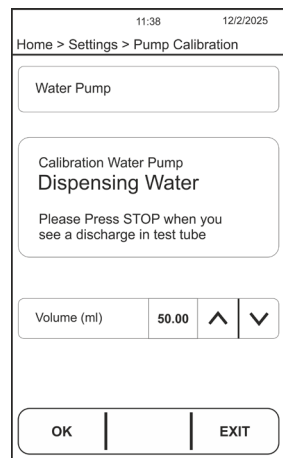 11:38 12/2/2025
Home > Settings > Pump Calibration
Water Pump
Calibration Water Pump
Dispensing Water
Please Press STOP when you
see a discharge in test tube
Volume (ml) 50.00
OK EXIT